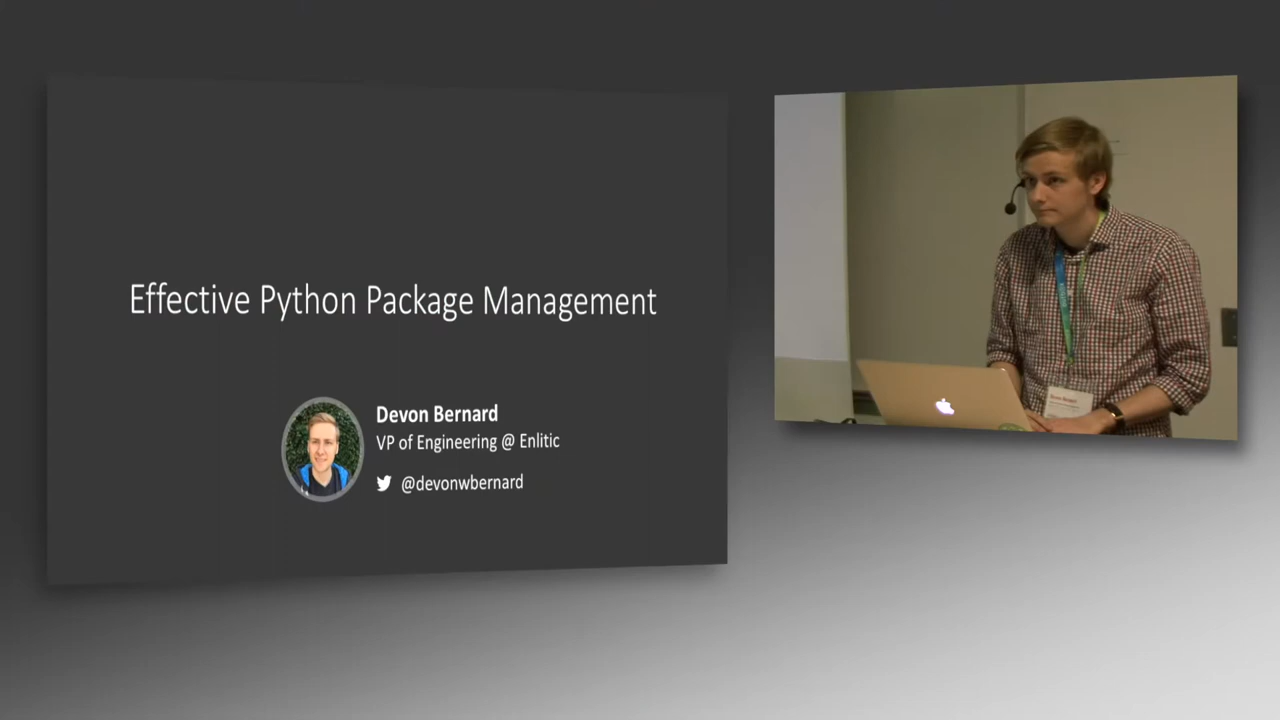 Effective Python Package Management
Devon Bernard
VP of Engineering @ Enlitic
@devonwbernard